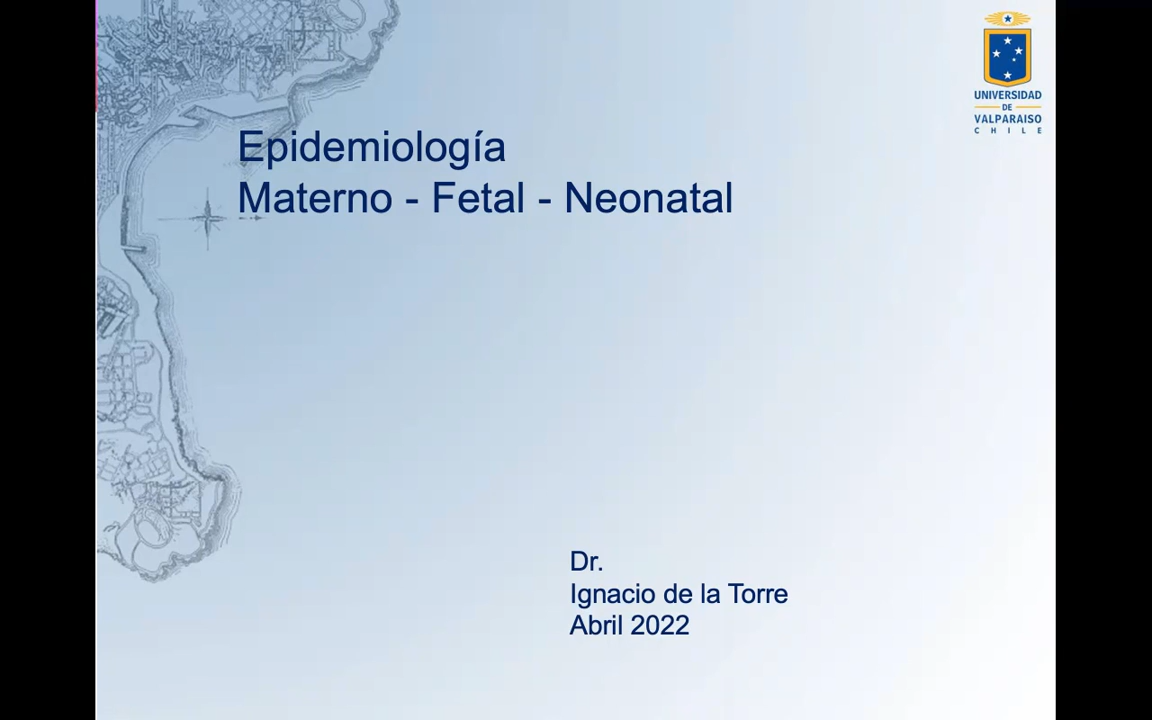 UNIVERSIDAD
DE
VALPARAISO
CHILE
Epidemiología
Materno - Fetal - Neonatal
Dr.
Ignacio de la Torre
Abril 2022